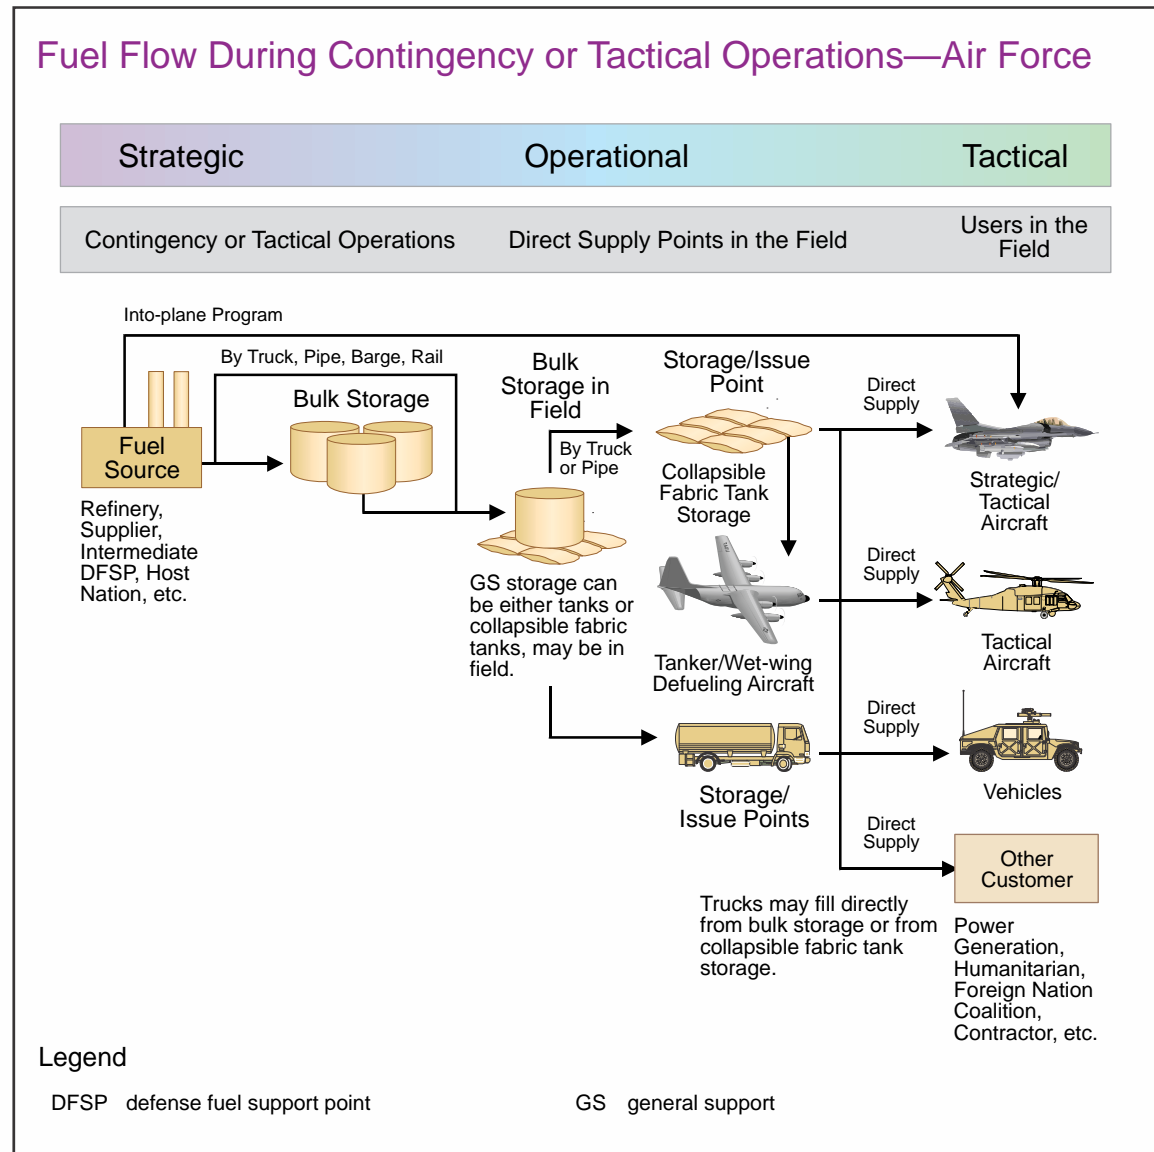 Fuel Flow During Contingency or Tactical Operations—Air Force
Strategic
Operational
Tactical
Contingency or Tactical Operations
Direct Supply Points in the Field
Users in the
Field
Into-plane Program
By Truck, Pipe, Barge, Rail
Bulk Storage
Fuel
Source
Refinery,
Supplier,
Intermediate
DFSP, Host
Nation, etc.
Bulk
Storage in
Field
By Truck
or Pipe
GS storage can
be either tanks or
collapsible fabric
tanks, may be in
field.
Storage/Issue
Point
Collapsible
Fabric Tank
Storage
Tanker/Wet-wing
Defueling Aircraft
Storage/
Issue Points
Trucks may fill directly
from bulk storage or from
collapsible fabric tank
storage.
Direct
Supply
Strategic/
Tactical
Aircraft
Direct
Supply
Tactical
Aircraft
Direct
Supply
Vehicles
Direct
Supply
Other
Customer
Power
Generation,
Humanitarian,
Foreign Nation
Coalition,
Contractor, etc.
Legend
DFSP defense fuel support point
GS general support